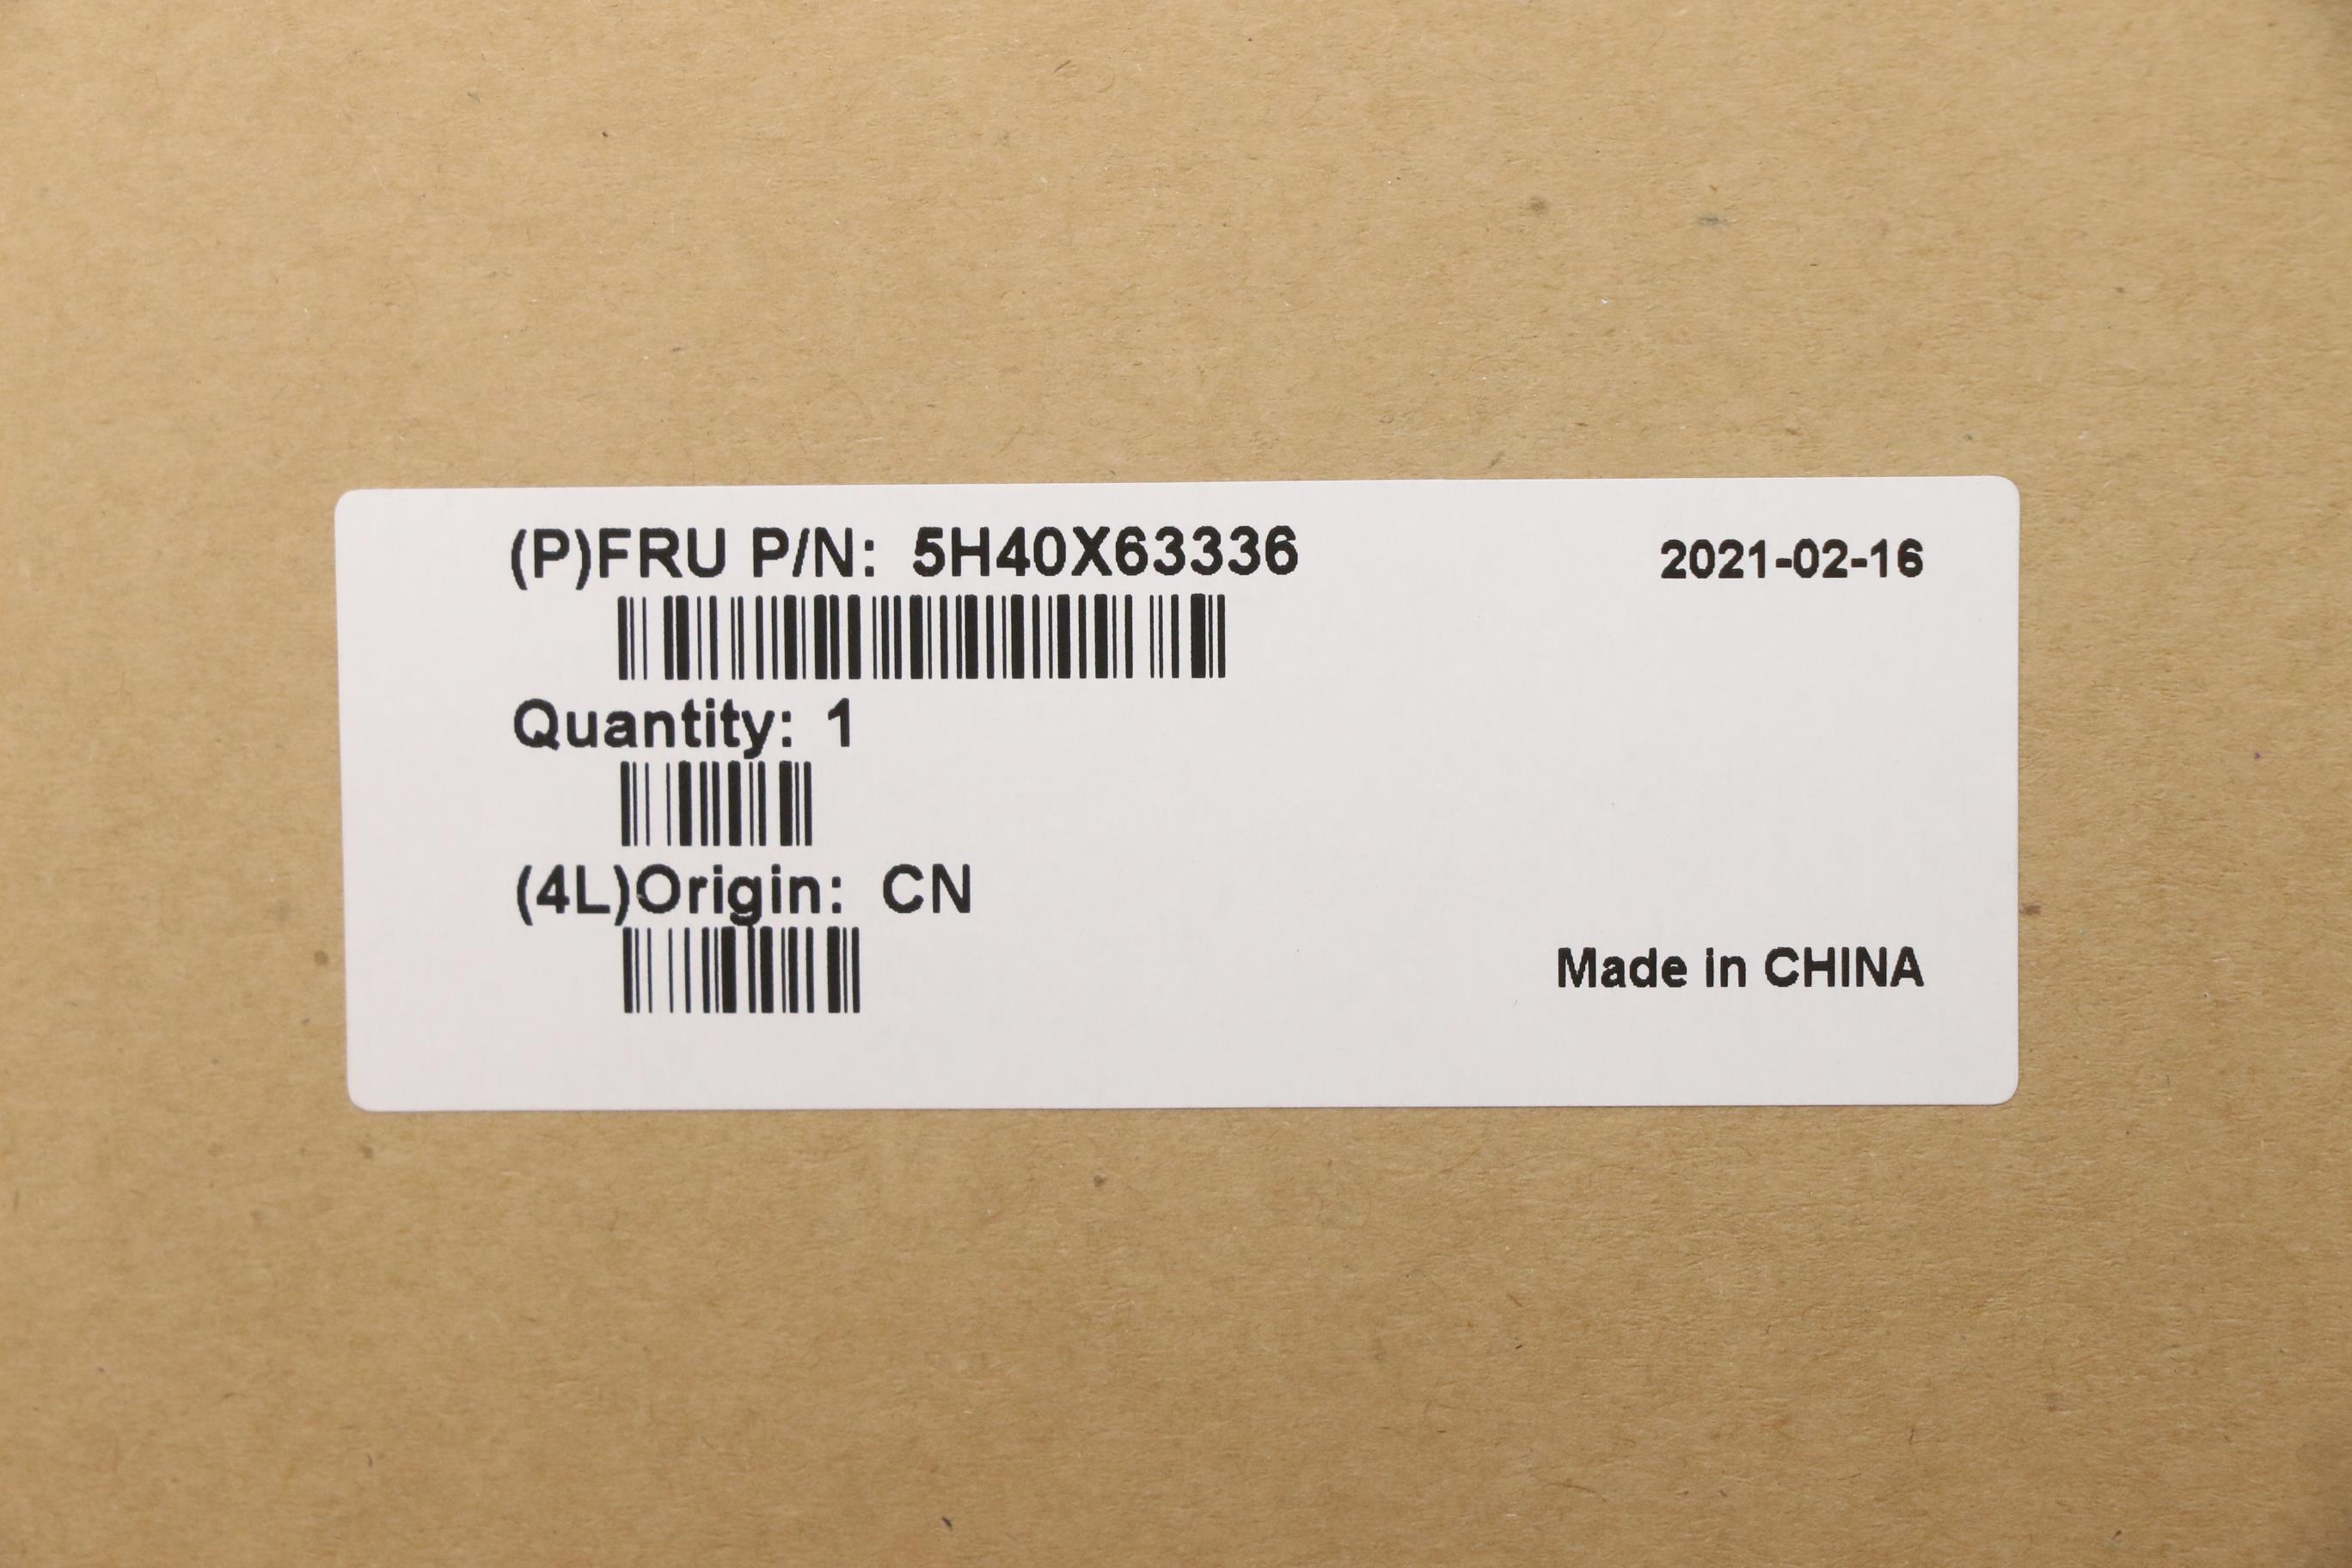 (P)FRU P/N: 5H40X63336
2021-02-16
Quantity: 1
(4L)Origin: CN
Made in CHINA